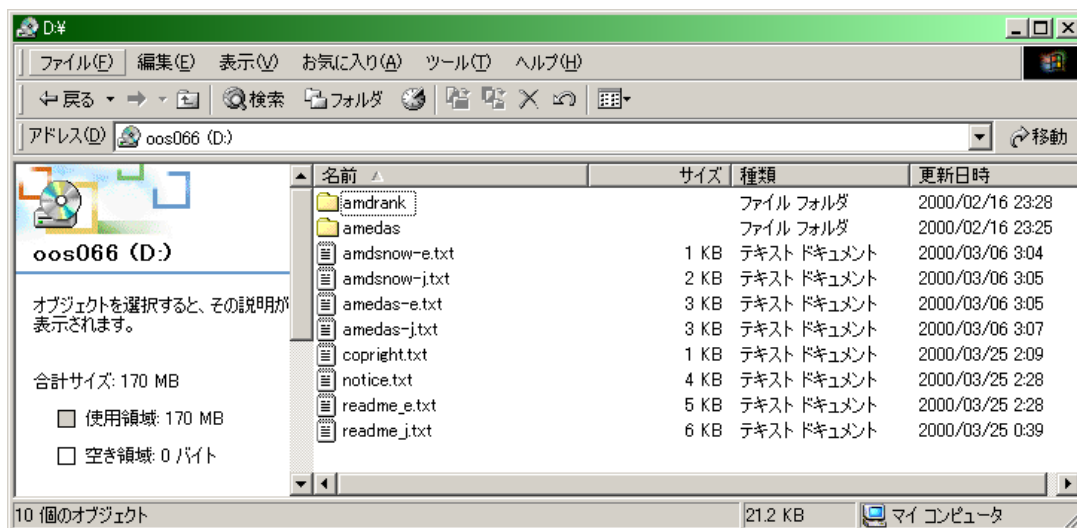 D:¥
ファイル(F) 編集(E) 表示(V) お気に入り(A) ツール(T) ヘルプ(H)
戻る 検索 フォルダ
アドレス(D) oos066 (D:) 移動
名前 サイズ 種類 更新日時
amdrank ファイル フォルダ 2000/02/16 23:28
amedas ファイル フォルダ 2000/02/16 23:25
amdsnow-e.txt 1 KB テキスト ドキュメント 2000/03/06 3:04
amdsnow-j.txt 2 KB テキスト ドキュメント 2000/03/06 3:05
amedas-e.txt 3 KB テキスト ドキュメント 2000/03/06 3:05
amedas-j.txt 3 KB テキスト ドキュメント 2000/03/06 3:07
copright.txt 1 KB テキスト ドキュメント 2000/03/25 2:09
notice.txt 4 KB テキスト ドキュメント 2000/03/25 2:28
readme_e.txt 5 KB テキスト ドキュメント 2000/03/25 2:28
readme_j.txt 6 KB テキスト ドキュメント 2000/03/25 0:39
oos066 (D:)
オブジェクトを選択すると、その説明が
表示されます。
合計サイズ: 170 MB
使用領域: 170 MB
空き領域: 0 バイト
10 個のオブジェクト 21.2 KB マイ コンピュータ